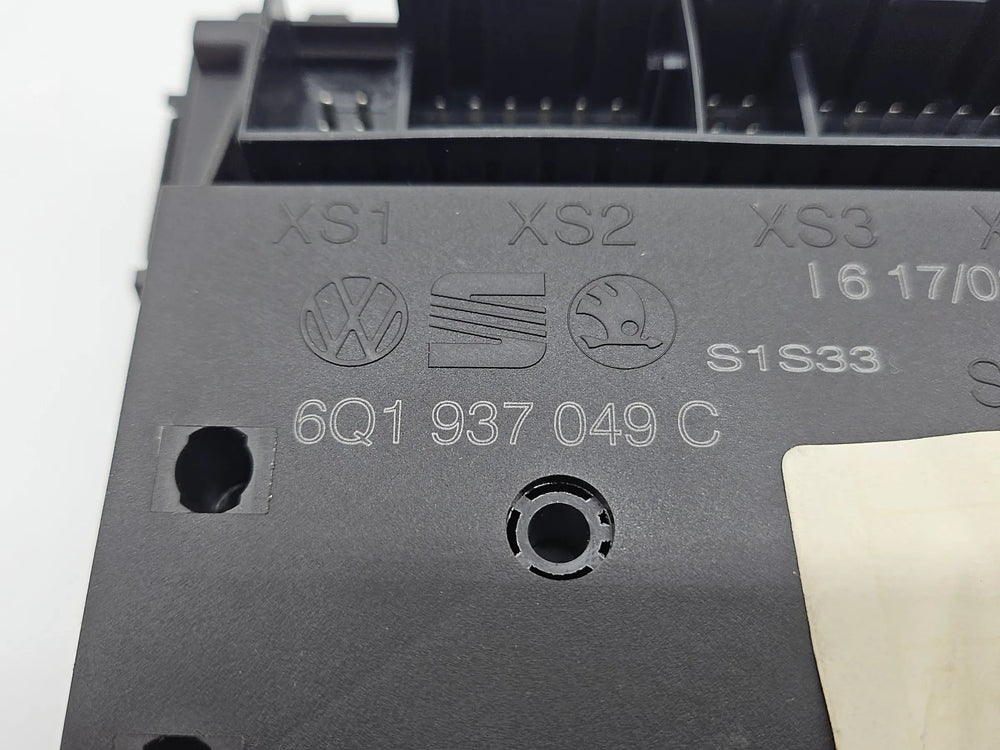 XS1 XS2 XS3 X
I 6 17/0
S1S33
S
6Q1 937 049 C